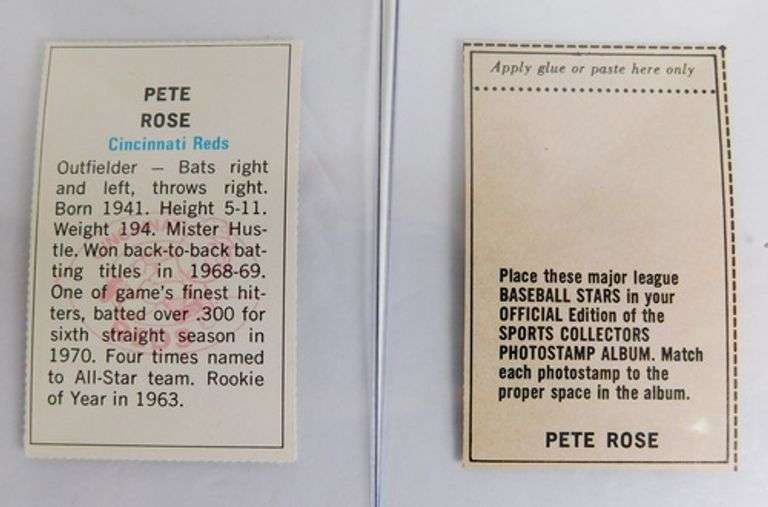 PETE
ROSE
Cincinnati Reds
Outfielder — Bats right
and left, throws right.
Born 1941. Height 5-11.
Weight 194. Mister Hus-
tle. Won back-to-back bat-
ting titles in 1968-69.
One of game's finest hit-
ters, batted over .300 for
sixth straight season in
1970. Four times named
to All-Star team. Rookie
of Year in 1963.
Apply glue or paste here only
Place these major league
BASEBALL STARS in your
OFFICIAL Edition of the
SPORTS COLLECTORS
PHOTOSTAMP ALBUM. Match
each photostamp to the
proper space in the album.
PETE ROSE